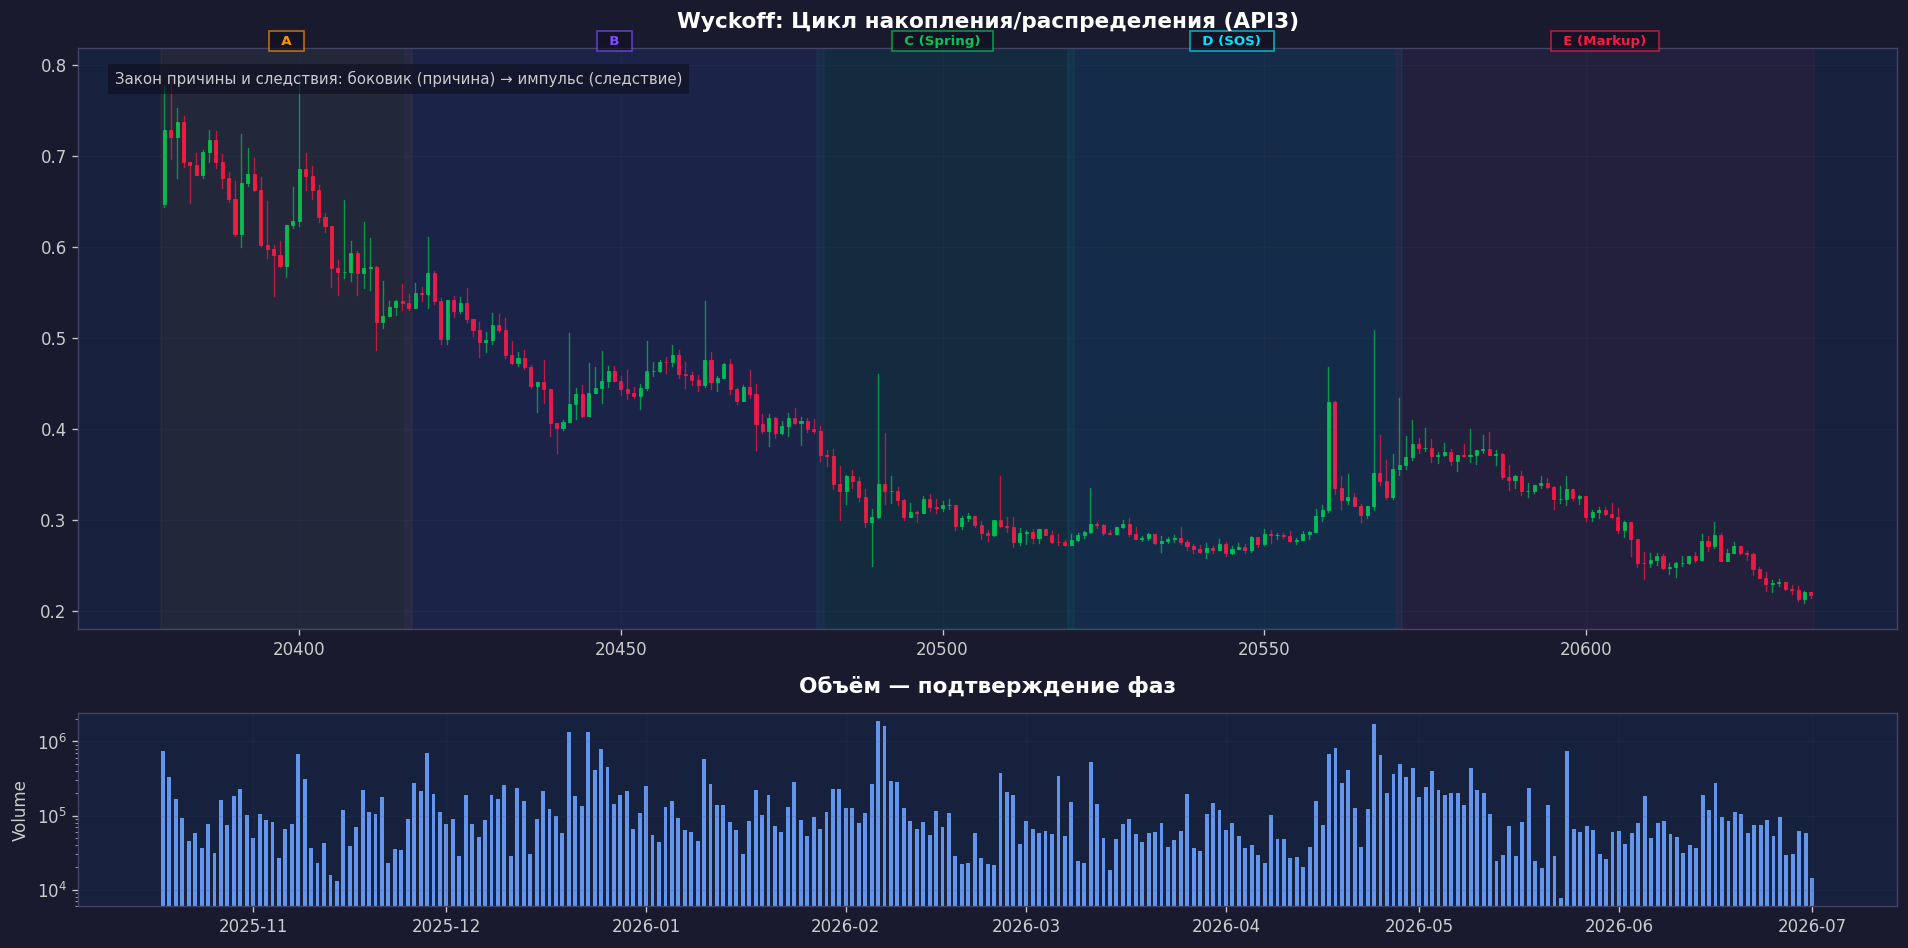 Wyckoff: Цикл накопления/распределения (API3)
A
B
C (Spring)
D (SOS)
E (Markup)
Закон причины и следствия: боковик (причина) → импульс (следствие)
0.8
0.7
0.6
0.5
0.4
0.3
0.2
20400
20450
20500
20550
20600
Объём — подтверждение фаз
Volume
10⁶
10⁵
10⁴
2025-11
2025-12
2026-01
2026-02
2026-03
2026-04
2026-05
2026-06
2026-07